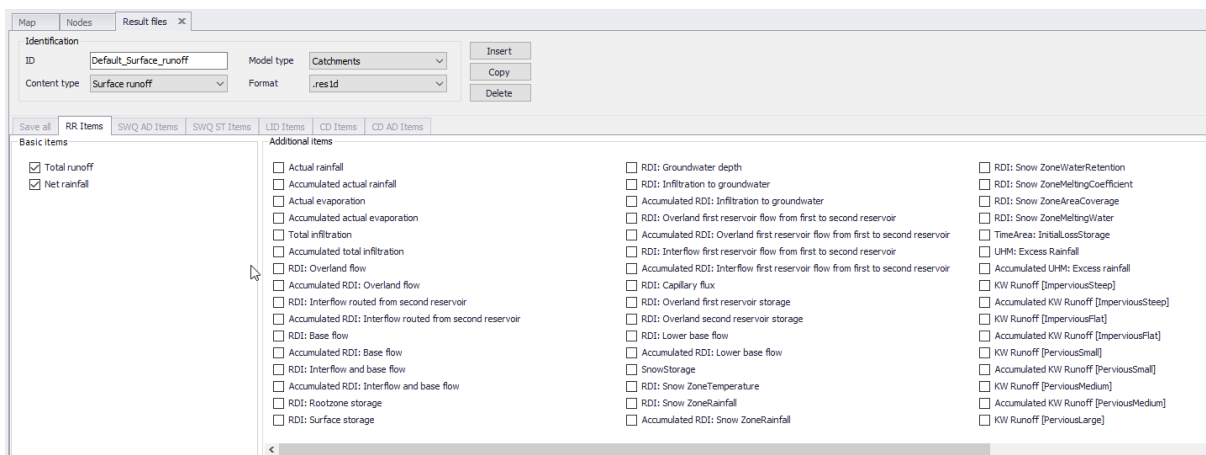 Map
Nodes
Result files
Identification
ID
Default_Surface_runoff
Model type
Catchments
Content type
Surface runoff
Format
.res1d
Insert
Copy
Delete
Save all
RR Items
SWQ AD Items
SWQ ST Items
LID Items
CD Items
CD AD Items
Basic items
Total runoff
Net rainfall
Additional items
Actual rainfall
Accumulated actual rainfall
Actual evaporation
Accumulated actual evaporation
Total infiltration
Accumulated total infiltration
RDI: Overland flow
Accumulated RDI: Overland flow
RDI: Interflow routed from second reservoir
Accumulated RDI: Interflow routed from second reservoir
RDI: Base flow
Accumulated RDI: Base flow
RDI: Interflow and base flow
Accumulated RDI: Interflow and base flow
RDI: Rootzone storage
RDI: Surface storage
RDI: Groundwater depth
RDI: Infiltration to groundwater
Accumulated RDI: Infiltration to groundwater
RDI: Overland first reservoir flow from first to second reservoir
Accumulated RDI: Overland first reservoir flow from first to second reservoir
RDI: Interflow first reservoir flow from first to second reservoir
Accumulated RDI: Interflow first reservoir flow from first to second reservoir
RDI: Capillary flux
RDI: Overland first reservoir storage
RDI: Overland second reservoir storage
RDI: Lower base flow
Accumulated RDI: Lower base flow
SnowStorage
RDI: Snow ZoneTemperature
RDI: Snow ZoneRainfall
Accumulated RDI: Snow ZoneRainfall
RDI: Snow ZoneWaterRetention
RDI: Snow ZoneMeltingCoefficient
RDI: Snow ZoneAreaCoverage
RDI: Snow ZoneMeltingWater
TimeArea: InitialLossStorage
UHM: Excess Rainfall
Accumulated UHM: Excess rainfall
KW Runoff [ImperviousSteep]
Accumulated KW Runoff [ImperviousSteep]
KW Runoff [ImperviousFlat]
Accumulated KW Runoff [ImperviousFlat]
KW Runoff [PerviousSmall]
Accumulated KW Runoff [PerviousSmall]
KW Runoff [PerviousMedium]
Accumulated KW Runoff [PerviousMedium]
KW Runoff [PerviousLarge]